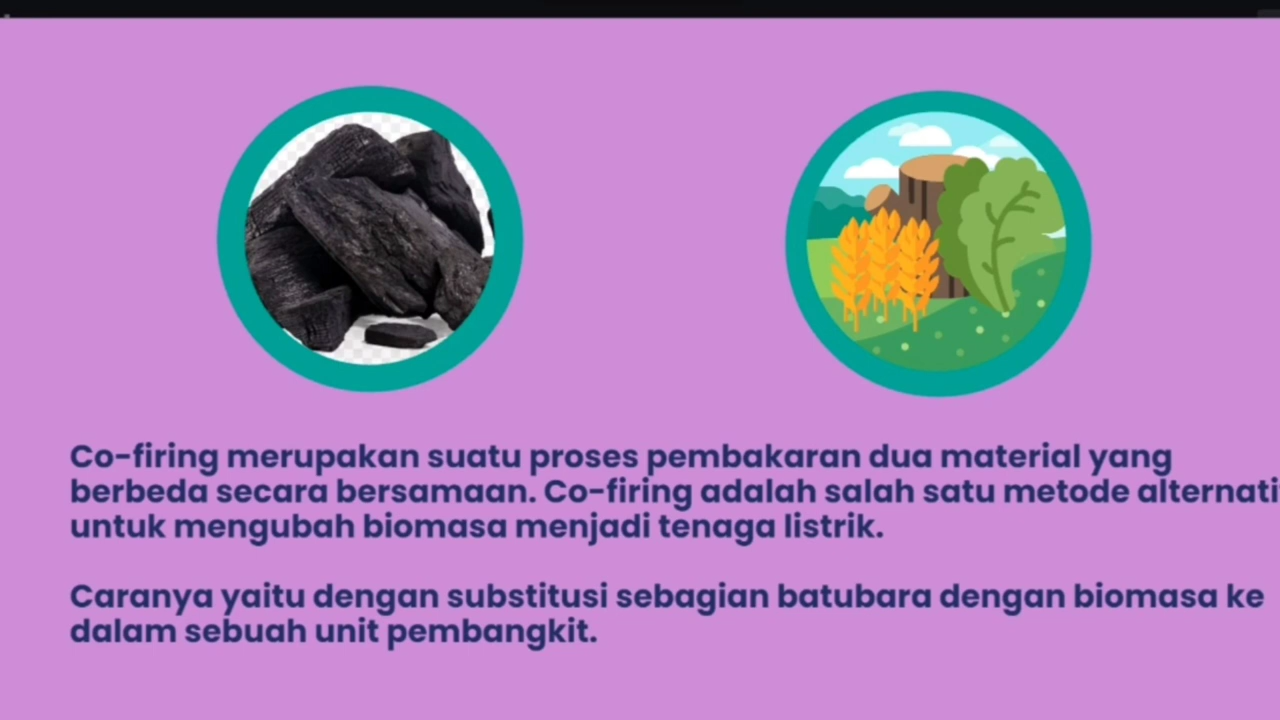 Co-firing merupakan suatu proses pembakaran dua material yang
berbeda secara bersamaan. Co-firing adalah salah satu metode
untuk mengubah biomasa menjadi tenaga listrik.
Caranya yaitu dengan substitusi sebagian batubara dengan biomasa ke
dalam sebuah unit pembangkit.